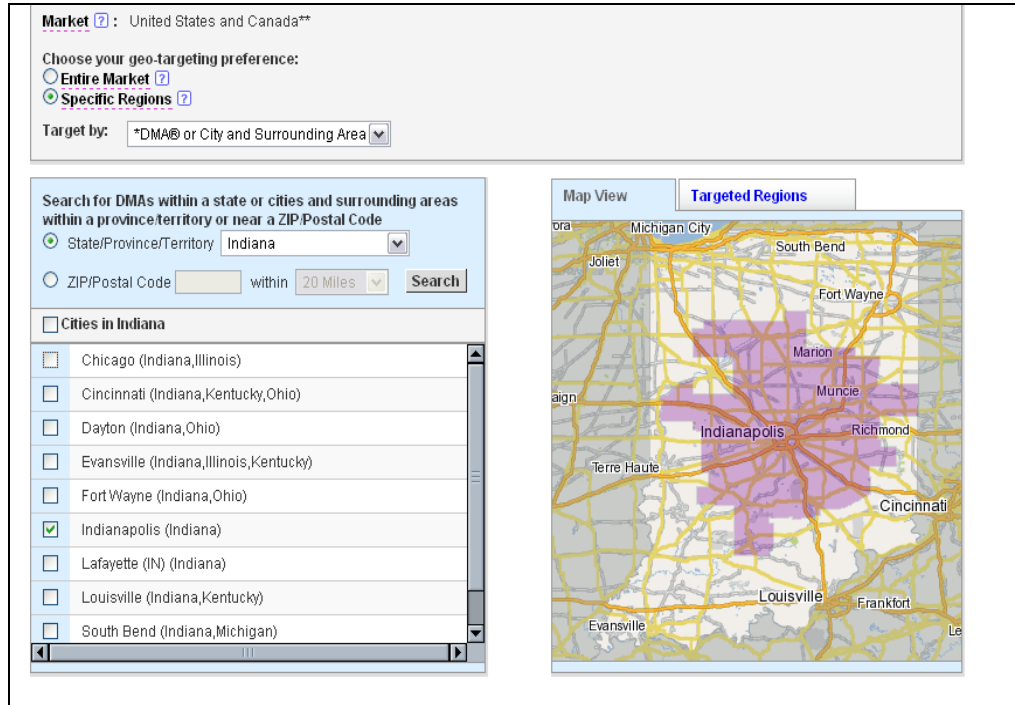 Market ? : United States and Canada**
Choose your geo-targeting preference:
Entire Market ?
Specific Regions ?
Target by: *DMA® or City and Surrounding Area
Search for DMAs within a state or cities and surrounding areas
within a province/territory or near a ZIP/Postal Code
State/Province/Territory Indiana
ZIP/Postal Code within 20 Miles Search
Cities in Indiana
Chicago (Indiana,Illinois)
Cincinnati (Indiana,Kentucky,Ohio)
Dayton (Indiana,Ohio)
Evansville (Indiana,Illinois,Kentucky)
Fort Wayne (Indiana,Ohio)
Indianapolis (Indiana)
Lafayette (IN) (Indiana)
Louisville (Indiana,Kentucky)
South Bend (Indiana,Michigan)
Map View Targeted Regions
ora Michigan City
South Bend
Joliet
Fort Wayne
Marion
aign Muncie
Indianapolis Richmond
Terre Haute
Cincinnati
Louisville Frankfort
Evansville Le